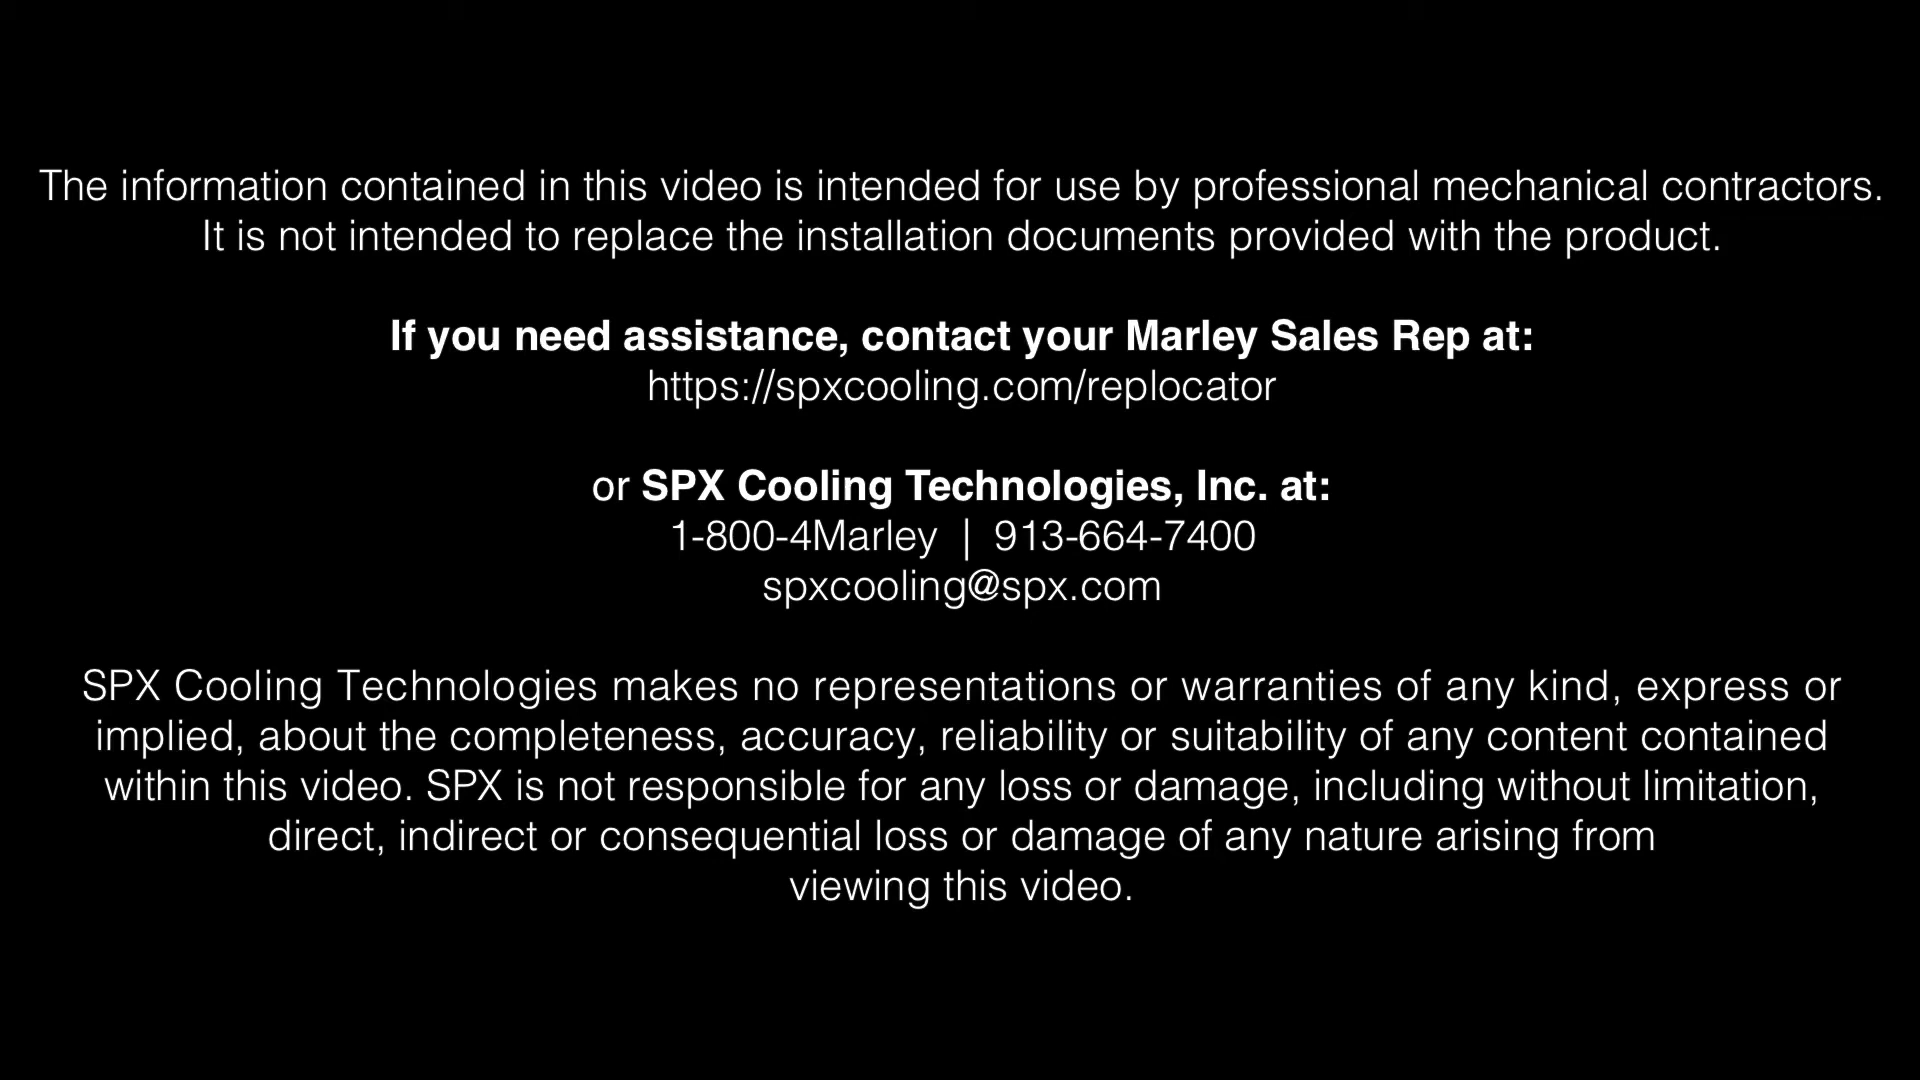 The information contained in this video is intended for use by professional mechanical contractors.
It is not intended to replace the installation documents provided with the product.
If you need assistance, contact your Marley Sales Rep at:
https://spxcooling.com/replocator
or SPX Cooling Technologies, Inc. at:
1-800-4Marley | 913-664-7400
spxcooling@spx.com
SPX Cooling Technologies makes no representations or warranties of any kind, express or
implied, about the completeness, accuracy, reliability or suitability of any content contained
within this video. SPX is not responsible for any loss or damage, including without limitation,
direct, indirect or consequential loss or damage of any nature arising from
viewing this video.